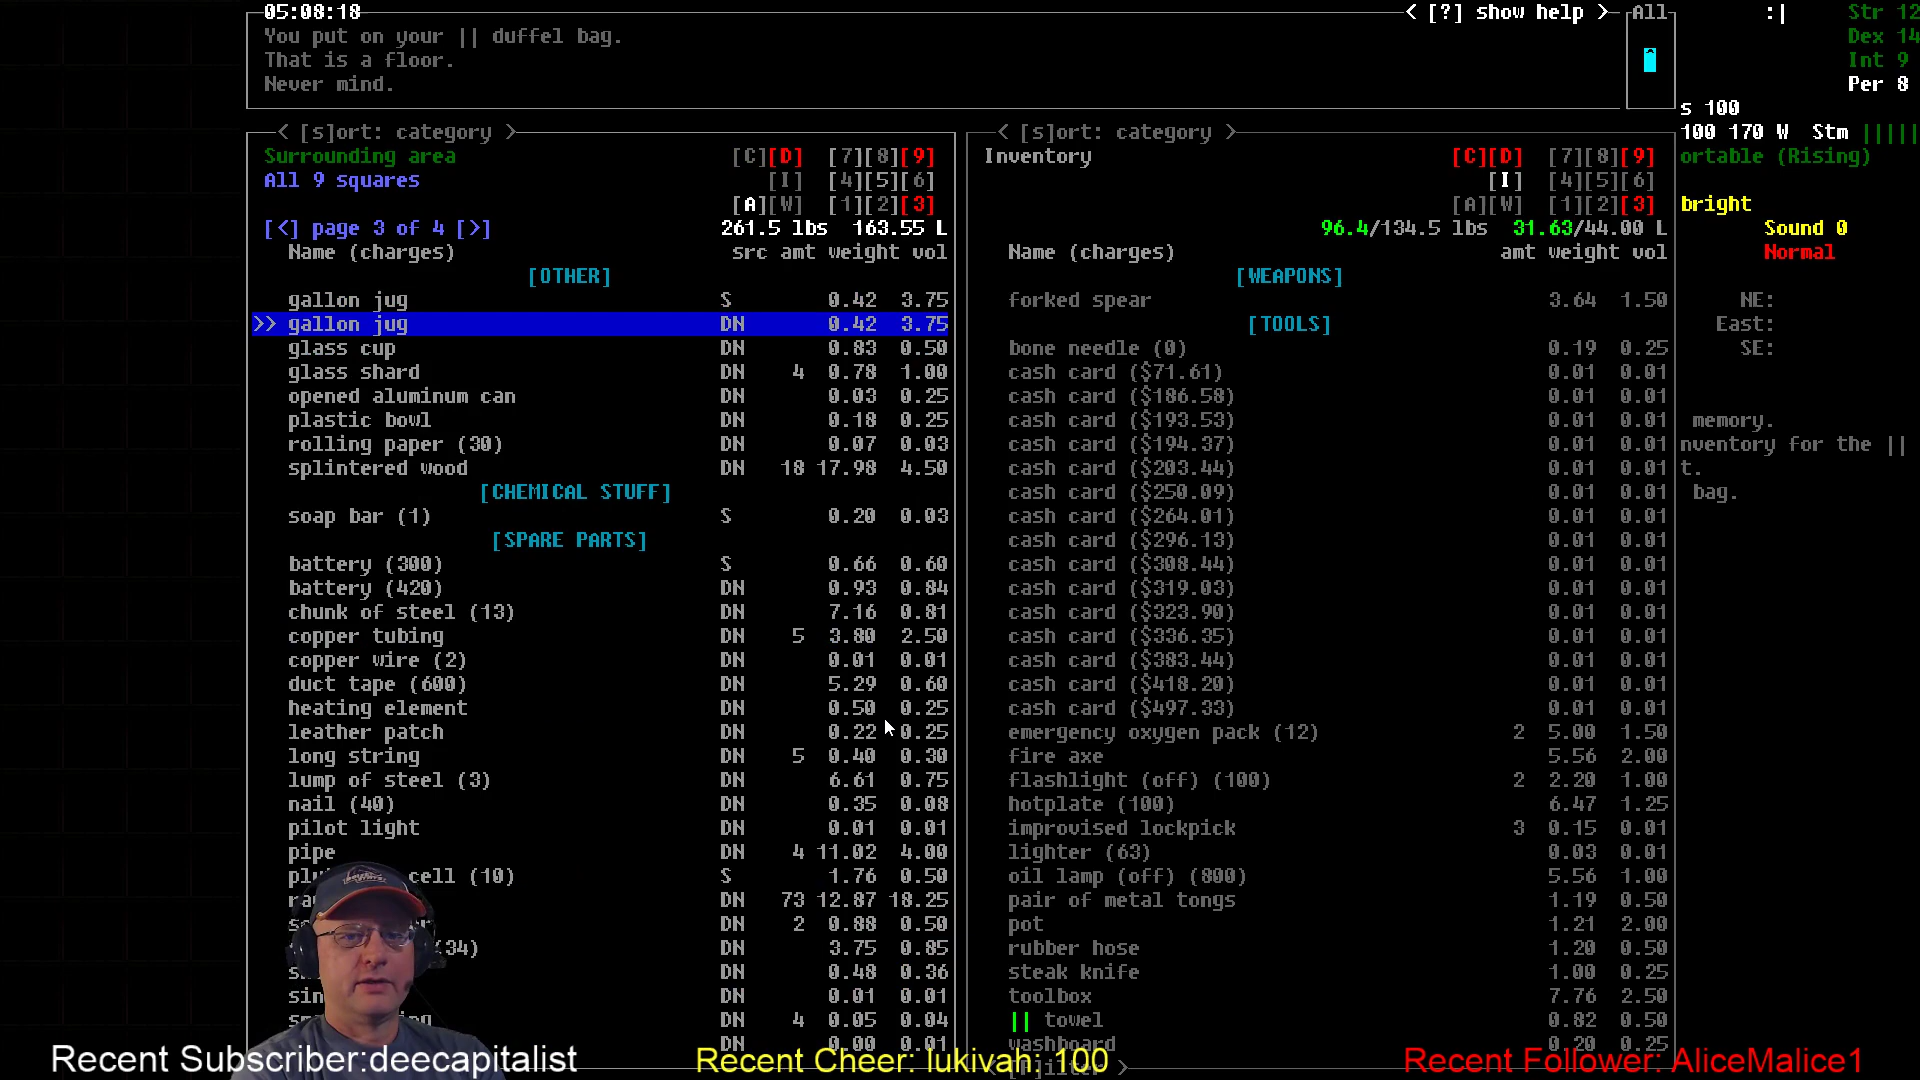 05:08:18
< [?] show help >
All
:|
Str 12
You put on your || duffel bag.
Dex 14
That is a floor.
^
Int 9
Never mind.
Per 8
s 100
< [s]ort: category >
< [s]ort: category >
100 170 W Stm |||||
Surrounding area
[C][D] [7][8][9]
Inventory
[C][D] [7][8][9]
ortable (Rising)
All 9 squares
[I] [4][5][6]
[I] [4][5][6]
[A][W] [1][2][3]
[A][W] [1][2][3]
bright
[<] page 3 of 4 [>]
261.5 lbs 163.55 L
96.4/134.5 lbs 31.63/44.00 L
Sound 0
Name (charges) src amt weight vol
Name (charges) amt weight vol
Normal
[OTHER]
[WEAPONS]
gallon jug S 0.42 3.75
forked spear 3.64 1.50
NE:
>> gallon jug DN 0.42 3.75
[TOOLS]
East:
glass cup DN 0.83 0.50
bone needle (0) 0.19 0.25
SE:
glass shard DN 4 0.78 1.00
cash card ($71.61) 0.01 0.01
opened aluminum can DN 0.03 0.25
cash card ($186.58) 0.01 0.01
plastic bowl DN 0.18 0.25
cash card ($193.53) 0.01 0.01
memory.
rolling paper (30) DN 0.07 0.03
cash card ($194.37) 0.01 0.01
nventory for the ||
splintered wood DN 18 17.98 4.50
cash card ($203.44) 0.01 0.01
t.
[CHEMICAL STUFF]
cash card ($250.09) 0.01 0.01
bag.
soap bar (1) S 0.20 0.03
cash card ($264.01) 0.01 0.01
[SPARE PARTS]
cash card ($296.13) 0.01 0.01
battery (300) S 0.66 0.60
cash card ($308.44) 0.01 0.01
battery (420) DN 0.93 0.84
cash card ($319.03) 0.01 0.01
chunk of steel (13) DN 7.16 0.81
cash card ($323.90) 0.01 0.01
copper tubing DN 5 3.80 2.50
cash card ($336.35) 0.01 0.01
copper wire (2) DN 0.01 0.01
cash card ($383.44) 0.01 0.01
duct tape (600) DN 5.29 0.60
cash card ($418.20) 0.01 0.01
heating element DN 0.50 0.25
cash card ($497.33) 0.01 0.01
leather patch DN 0.22 0.25
emergency oxygen pack (12) 2 5.00 1.50
long string DN 5 0.40 0.30
fire axe 5.56 2.00
lump of steel (3) DN 6.61 0.75
flashlight (off) (100) 2 2.20 1.00
nail (40) DN 0.35 0.08
hotplate (100) 6.47 1.25
pilot light DN 0.01 0.01
improvised lockpick 3 0.15 0.01
pipe DN 4 11.02 4.00
lighter (63) 0.03 0.01
cell (10) S 1.76 0.50
oil lamp (off) (800) 5.56 1.00
DN 73 12.87 18.25
pair of metal tongs 1.19 0.50
DN 2 0.88 0.50
pot 1.21 2.00
(34) DN 3.75 0.85
rubber hose 1.20 0.50
DN 0.48 0.36
steak knife 1.00 0.25
DN 0.01 0.01
toolbox 7.76 2.50
DN 4 0.05 0.04
|| towel 0.82 0.50
DN 0.00 0.01
washboard 0.20 0.25
Recent Subscriber:deecapitalist
Recent Cheer: lukivah: 100
Recent Follower: AliceMalice1